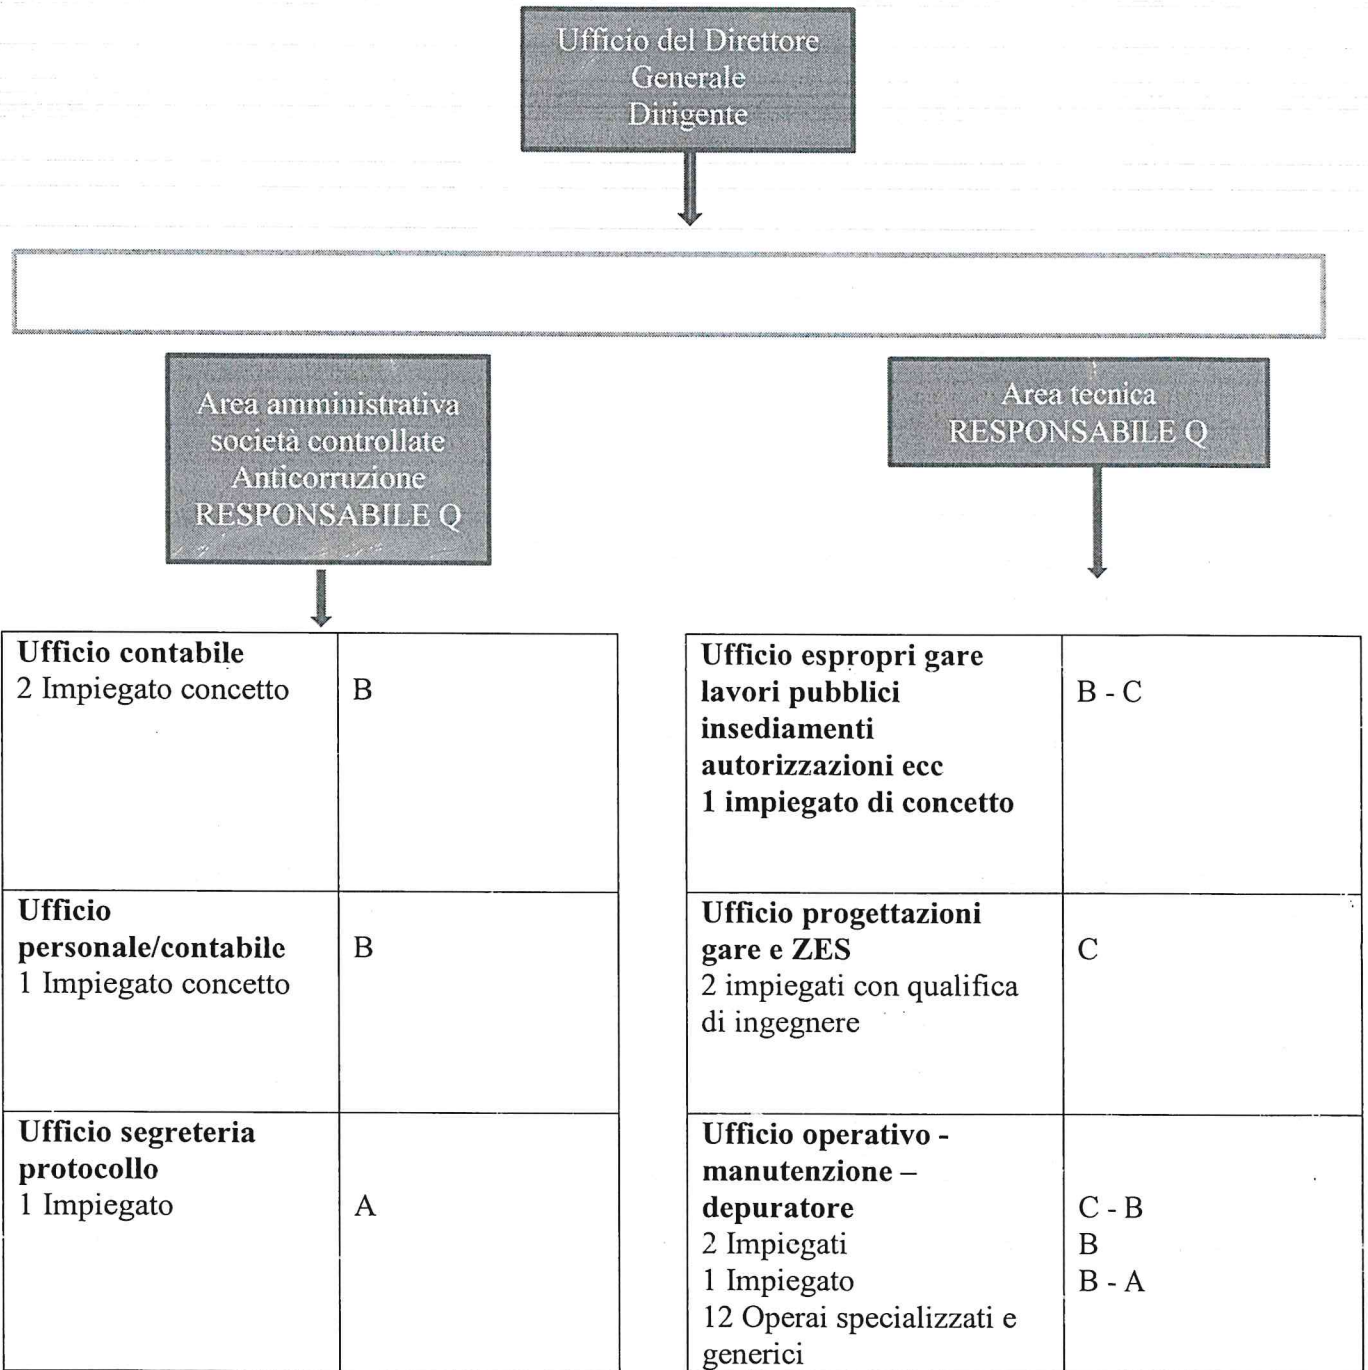 Ufficio del Direttore
Generale
Dirigente
Area amministrativa
società controllate
Anticorruzione
RESPONSABILE Q
Area tecnica
RESPONSABILE Q
Ufficio contabile
2 Impiegato concetto
B
Ufficio
personale/contabile
1 Impiegato concetto
B
Ufficio segreteria
protocollo
1 Impiegato
A
Ufficio espropri gare
lavori pubblici
insediamenti
autorizzazioni ecc
1 impiegato di concetto
B - C
Ufficio progettazioni
gare e ZES
2 impiegati con qualifica
di ingegnere
C
Ufficio operativo -
manutenzione –
depuratore
2 Impiegati
1 Impiegato
12 Operai specializzati e
generici
C - B
B
B - A